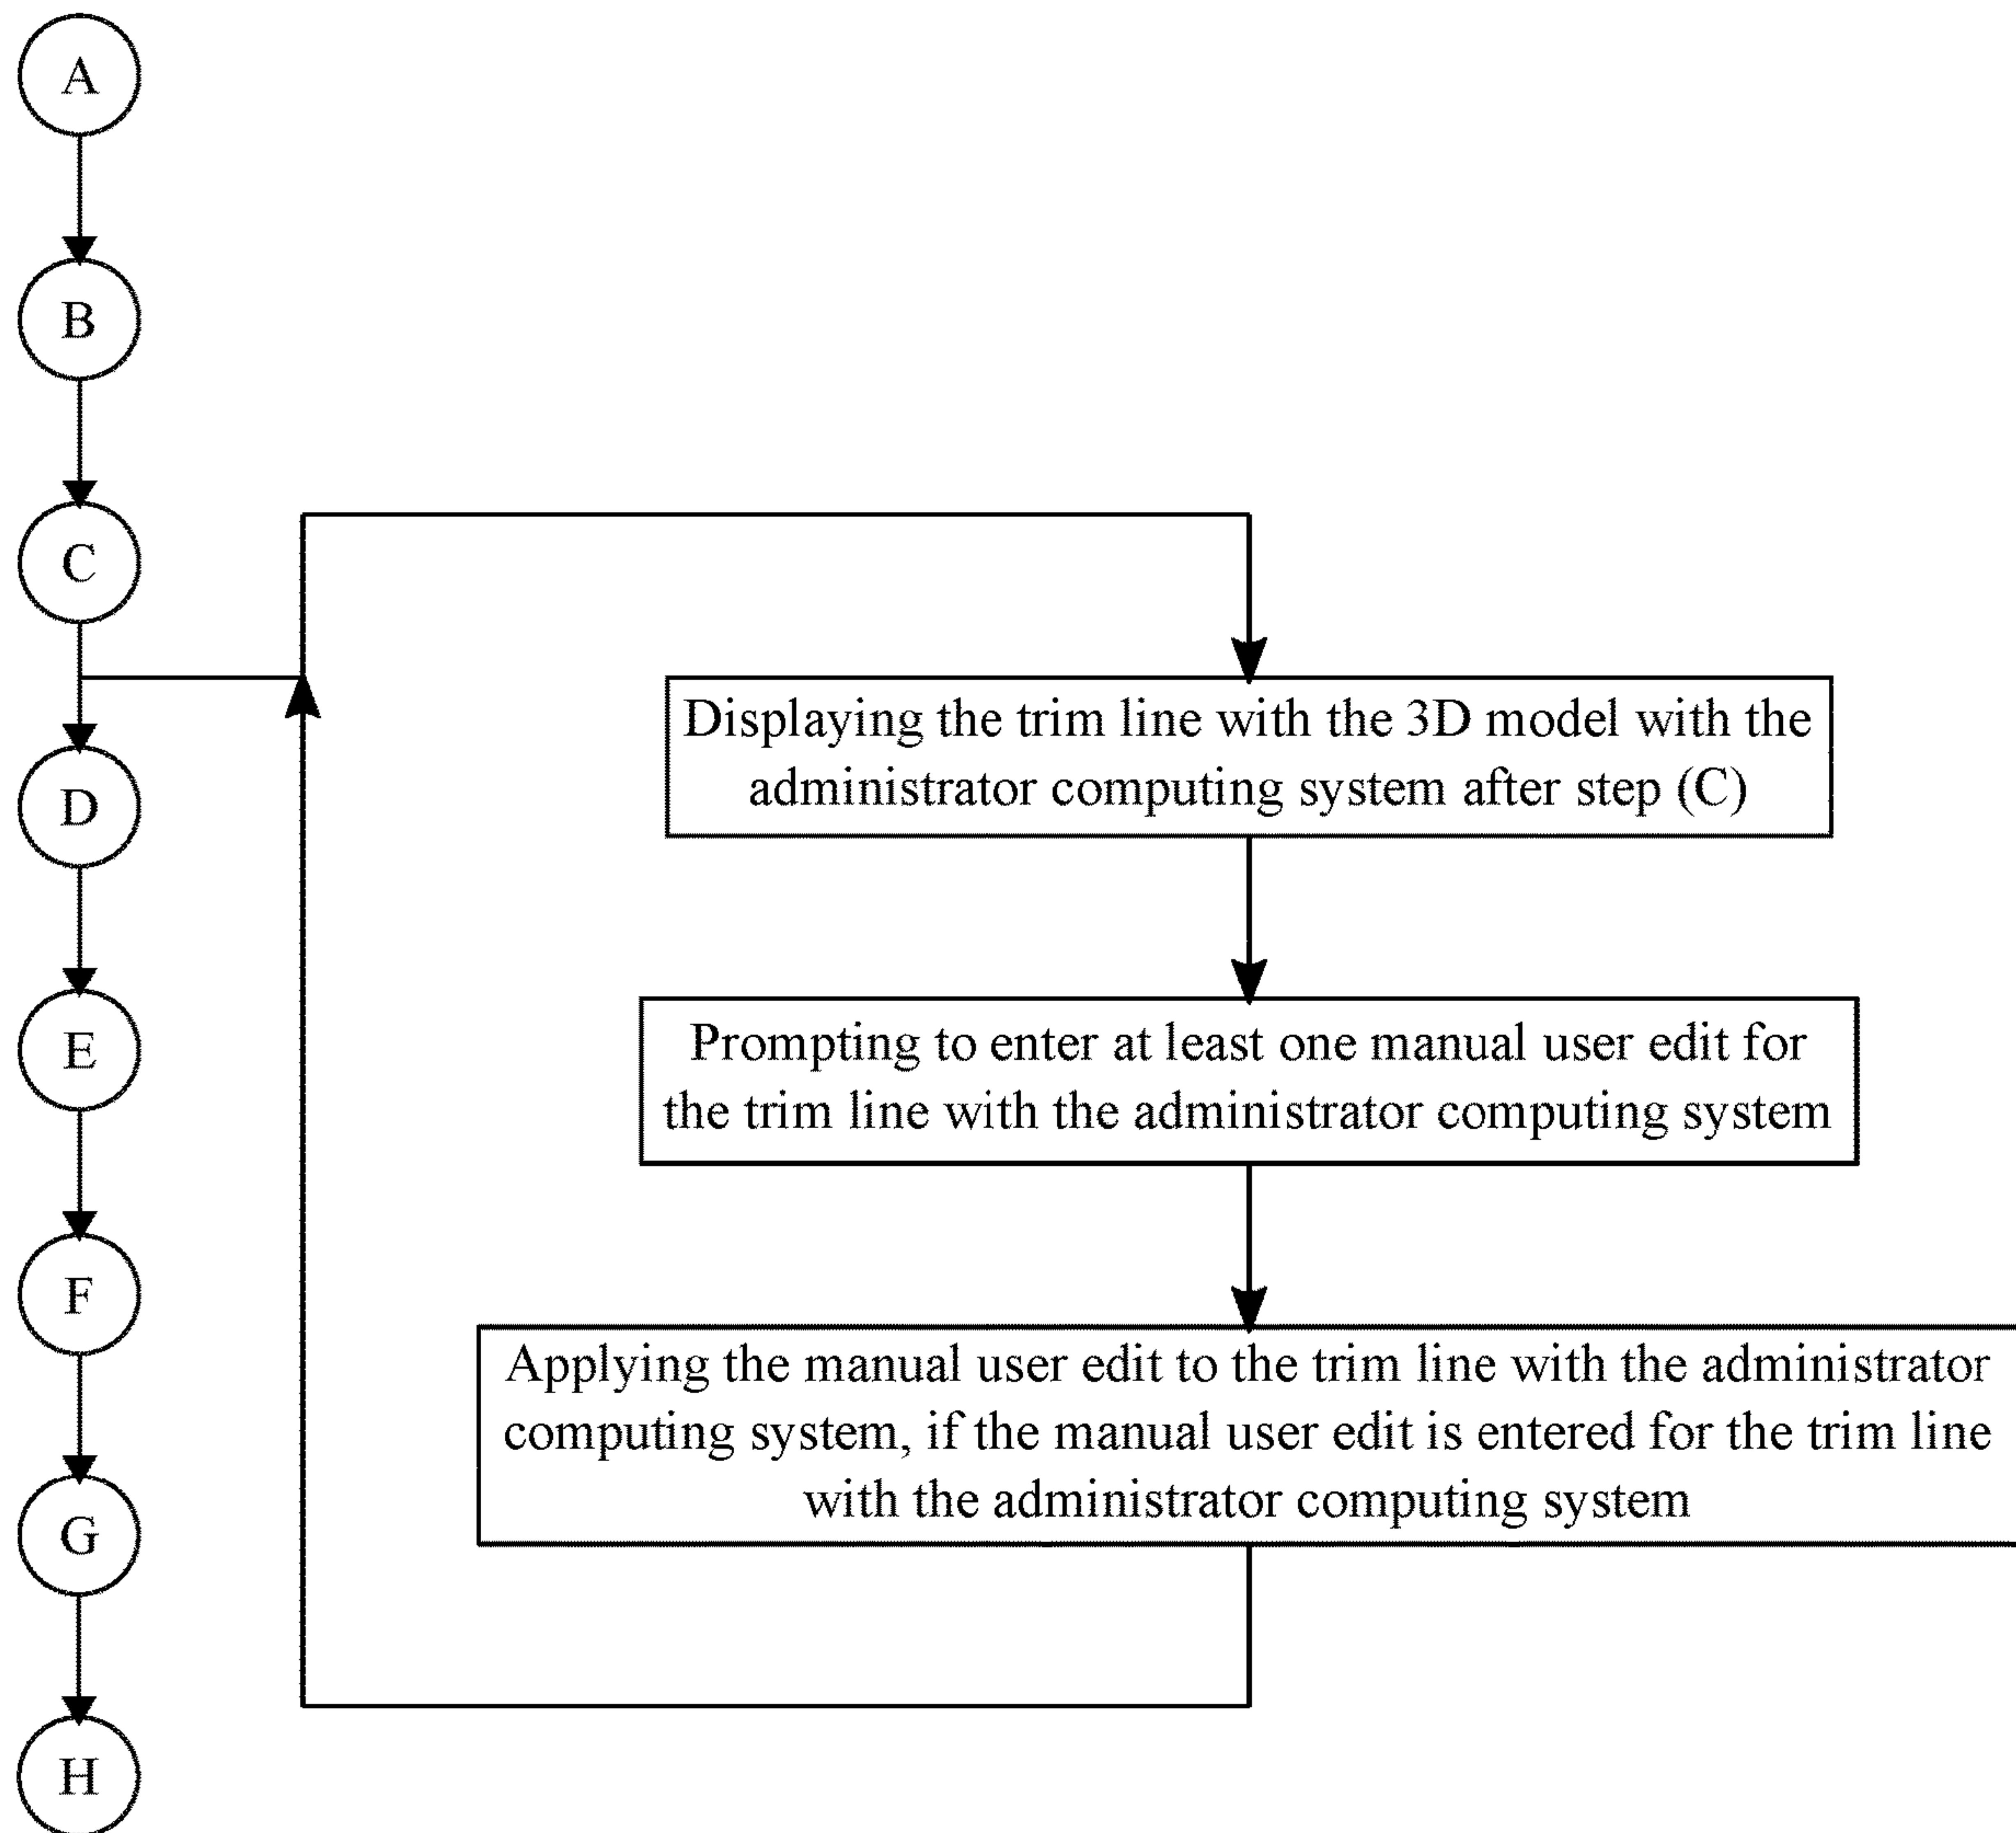 A
B
C
D
E
F
G
H
Displaying the trim line with the 3D model with the
administrator computing system after step (C)
Prompting to enter at least one manual user edit for
the trim line with the administrator computing system
Applying the manual user edit to the trim line with the administrator
computing system, if the manual user edit is entered for the trim line
with the administrator computing system